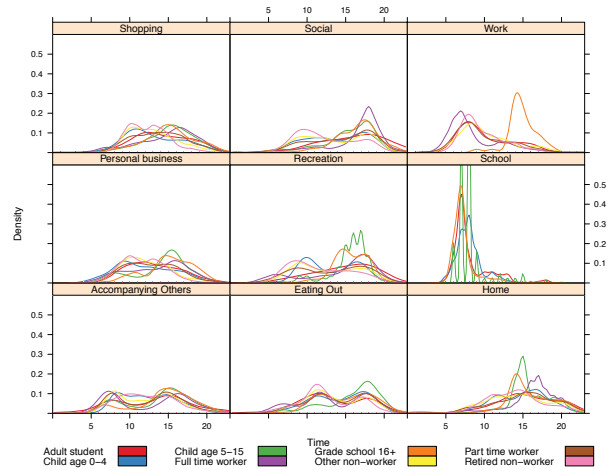 5 10 15 20
Shopping Social Work
0.5
0.4
0.3
0.2
0.1
Personal business Recreation School
0.5
0.4
0.3
0.2
0.1
Density
Accompanying Others Eating Out Home
0.5
0.4
0.3
0.2
0.1
5 10 15 20 5 10 15 20
Time
Adult student Child age 5−15 Grade school 16+ Part time worker
Child age 0−4 Full time worker Other non−worker Retired non−worker